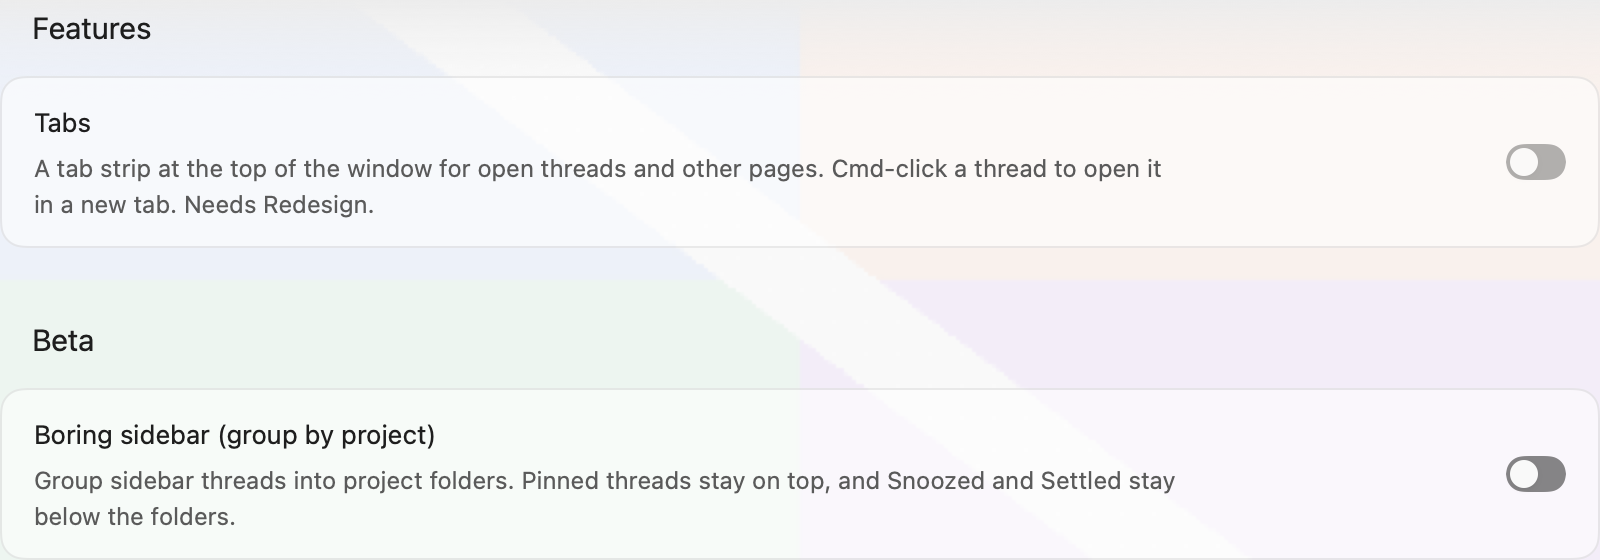 Features
Tabs
A tab strip at the top of the window for open threads and other pages. Cmd-click a thread to open it
in a new tab. Needs Redesign.
Beta
Boring sidebar (group by project)
Group sidebar threads into project folders. Pinned threads stay on top, and Snoozed and Settled stay
below the folders.